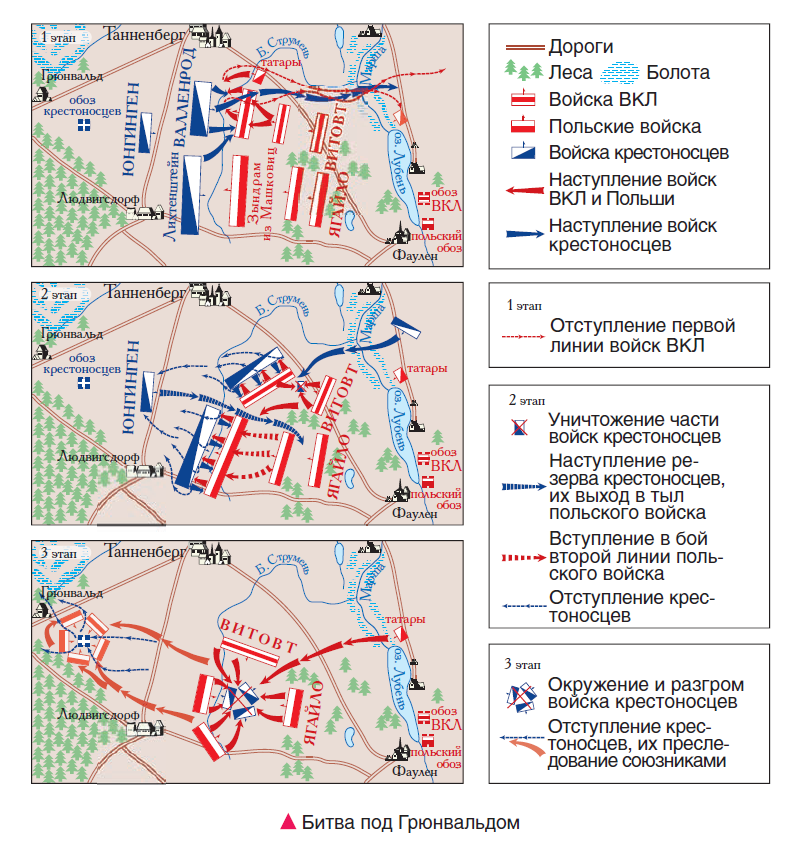 1 этап
Танненберг
Б. Струмень
Марша
татары
Грюнвальд
обоз
крестоносцев
ЮНГИНГЕН
ВАЛЛЕНРОД
Лихтенштейн
Зындрам
из Машковиц
ВИТОВТ
ЯГАЙЛО
оз. Лубень
обоз
ВКЛ
польский
обоз
Людвигсдорф
Фаулен
2 этап
Танненберг
Б. Струмень
Марша
Грюнвальд
обоз
крестоносцев
ЮНГИНГЕН
татары
ВИТОВТ
ЯГАЙЛО
оз. Лубень
обоз
ВКЛ
польский
обоз
Людвигсдорф
Фаулен
3 этап
Танненберг
Б. Струмень
Марша
Грюнвальд
татары
ВИТОВТ
ЯГАЙЛО
оз. Лубень
обоз
ВКЛ
польский
обоз
Людвигсдорф
Фаулен
Дороги
Леса Болота
Войска ВКЛ
Польские войска
Войска крестоносцев
Наступление войск
ВКЛ и Польши
Наступление войск
крестоносцев
1 этап
Отступление первой
линии войск ВКЛ
2 этап
Уничтожение части
войск крестоносцев
Наступление ре-
зерва крестоносцев,
их выход в тыл
польского войска
Вступление в бой
второй линии поль-
ского войска
Отступление крес-
тоносцев
3 этап
Окружение и разгром
войска крестоносцев
Отступление крес-
тоносцев, их пресле-
дование союзниками
Битва под Грюнвальдом